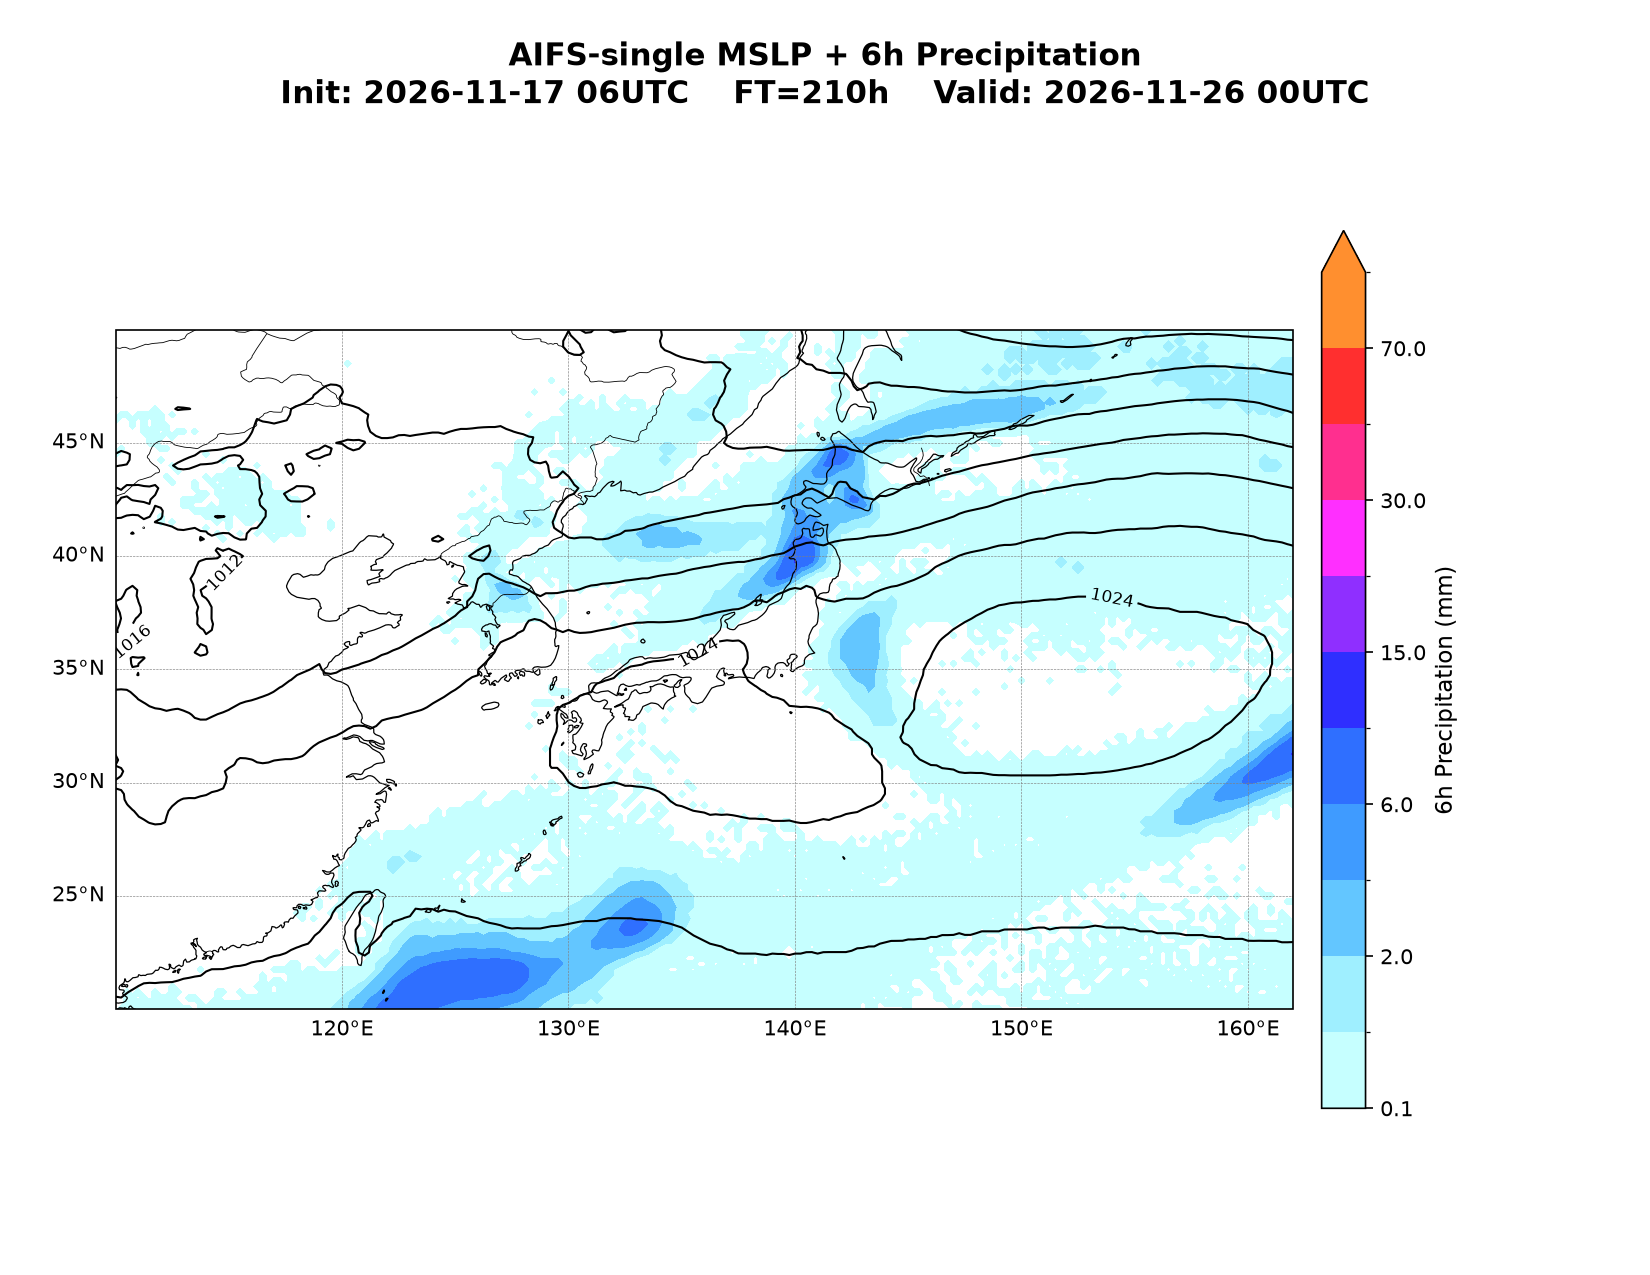 AIFS-single MSLP + 6h Precipitation
Init: 2026-11-17 06UTC    FT=210h    Valid: 2026-11-26 00UTC
70.0
30.0
15.0
6.0
2.0
0.1
6h Precipitation (mm)
45°N
40°N
35°N
30°N
25°N
120°E
130°E
140°E
150°E
160°E
1012
1016
1024
1024